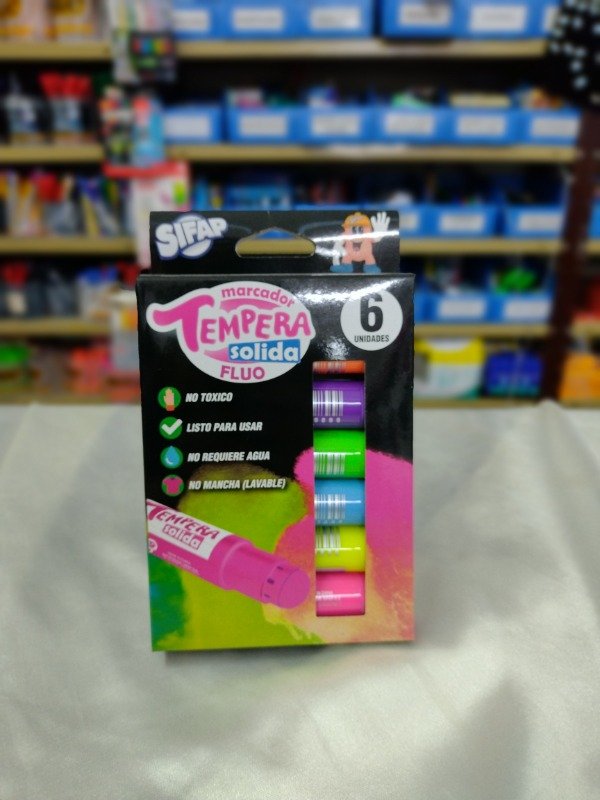 SIFAP
marcador
TEMPERA
solida
FLUO
6
UNIDADES
NO TOXICO
LISTO PARA USAR
NO REQUIERE AGUA
NO MANCHA (LAVABLE)
TEMPERA
solida